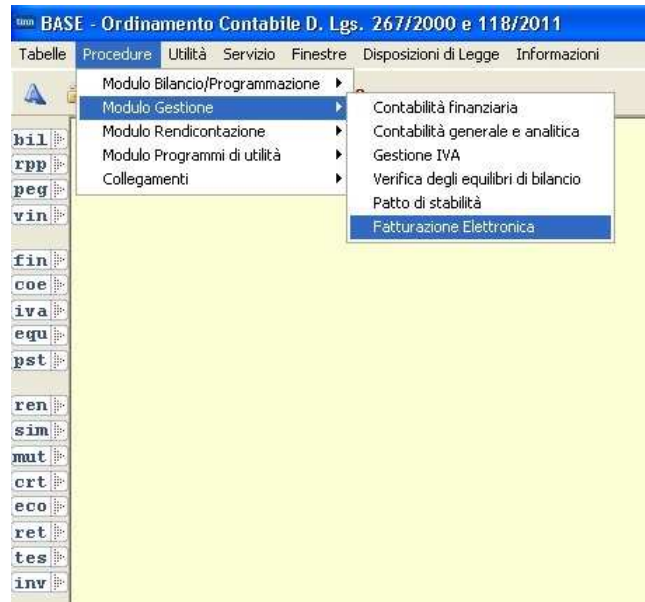 tinn BASE - Ordinamento Contabile D. Lgs. 267/2000 e 118/2011
Tabelle Procedure Utilità Servizio Finestre Disposizioni di Legge Informazioni
Modulo Bilancio/Programmazione
Modulo Gestione
Modulo Rendicontazione
Modulo Programmi di utilità
Collegamenti
Contabilità finanziaria
Contabilità generale e analitica
Gestione IVA
Verifica degli equilibri di bilancio
Patto di stabilità
Fatturazione Elettronica
bil
rpp
peg
vin
fin
coe
iva
equ
pst
ren
sim
mut
crt
eco
ret
tes
inv